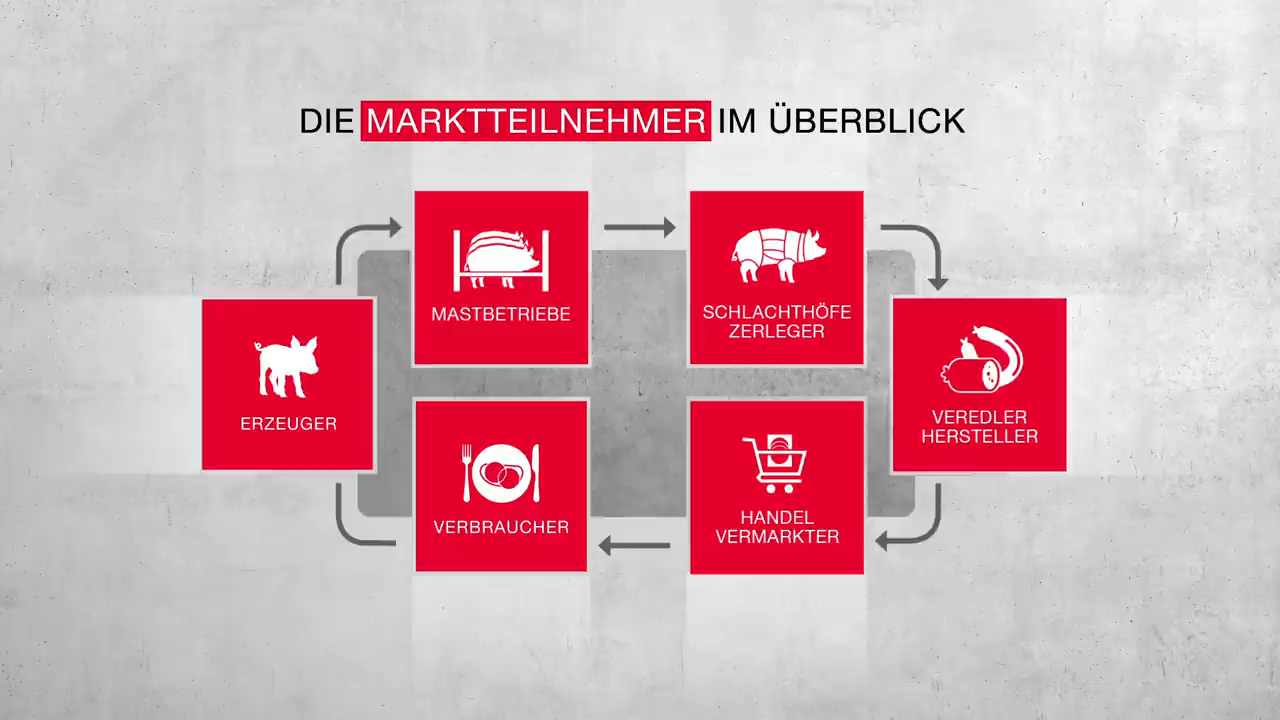 DIE MARKTTEILNEHMER IM ÜBERBLICK
MASTBETRIEBE
SCHLACHTHÖFE
ZERLEGER
ERZEUGER
VEREDLER
HERSTELLER
VERBRAUCHER
HANDEL
VERMARKTER